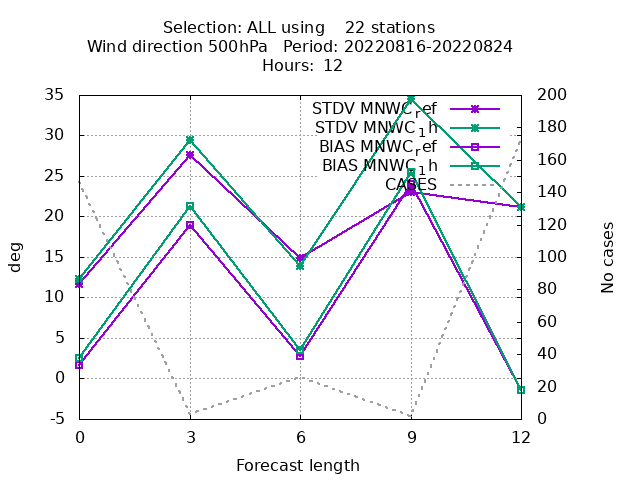 Selection: ALL using    22 stations
Wind direction 500hPa   Period: 20220816-20220824
Hours: 12
35
30
25
20
15
10
5
0
-5
200
180
160
140
120
100
80
60
40
20
0
deg
No cases
STDV MNWC_ref
STDV MNWC_1h
BIAS MNWC_ref
BIAS MNWC_1h
CASES
0 3 6 9 12
Forecast length